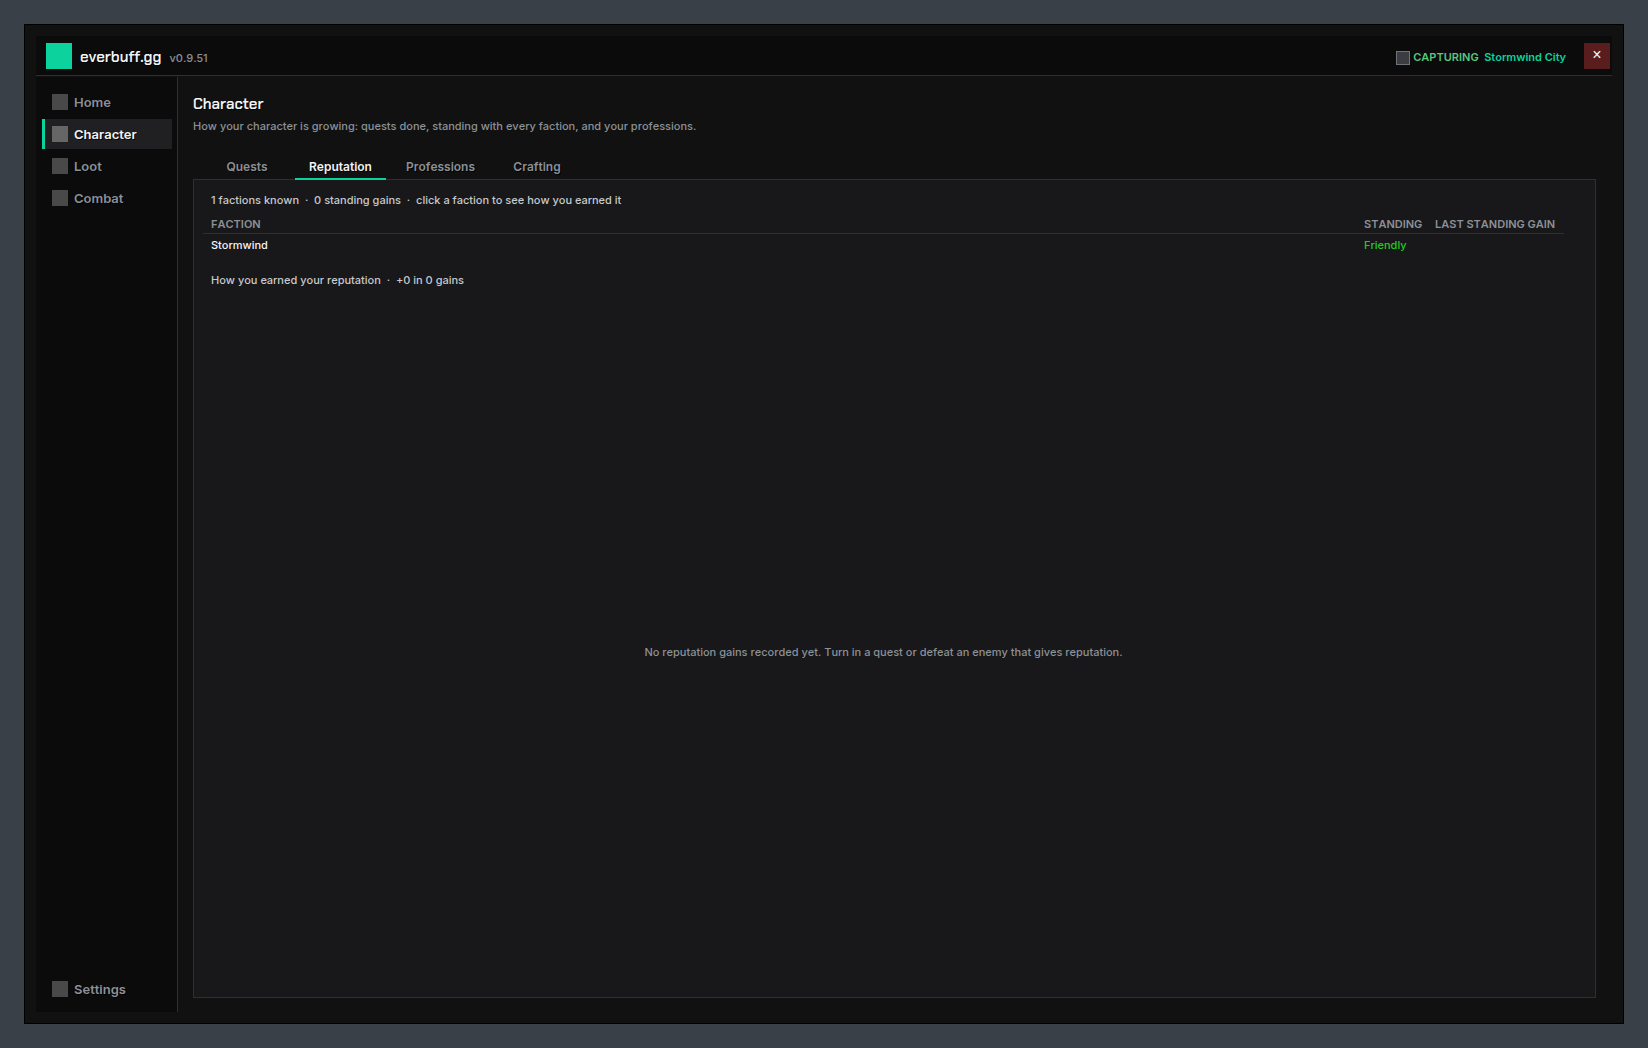 everbuff.gg v0.9.51
CAPTURING Stormwind City ×
Home
Character
Loot
Combat
Settings
Character
How your character is growing: quests done, standing with every faction, and your professions.
Quests Reputation Professions Crafting
1 factions known · 0 standing gains · click a faction to see how you earned it
FACTION STANDING LAST STANDING GAIN
Stormwind Friendly
How you earned your reputation · +0 in 0 gains
No reputation gains recorded yet. Turn in a quest or defeat an enemy that gives reputation.